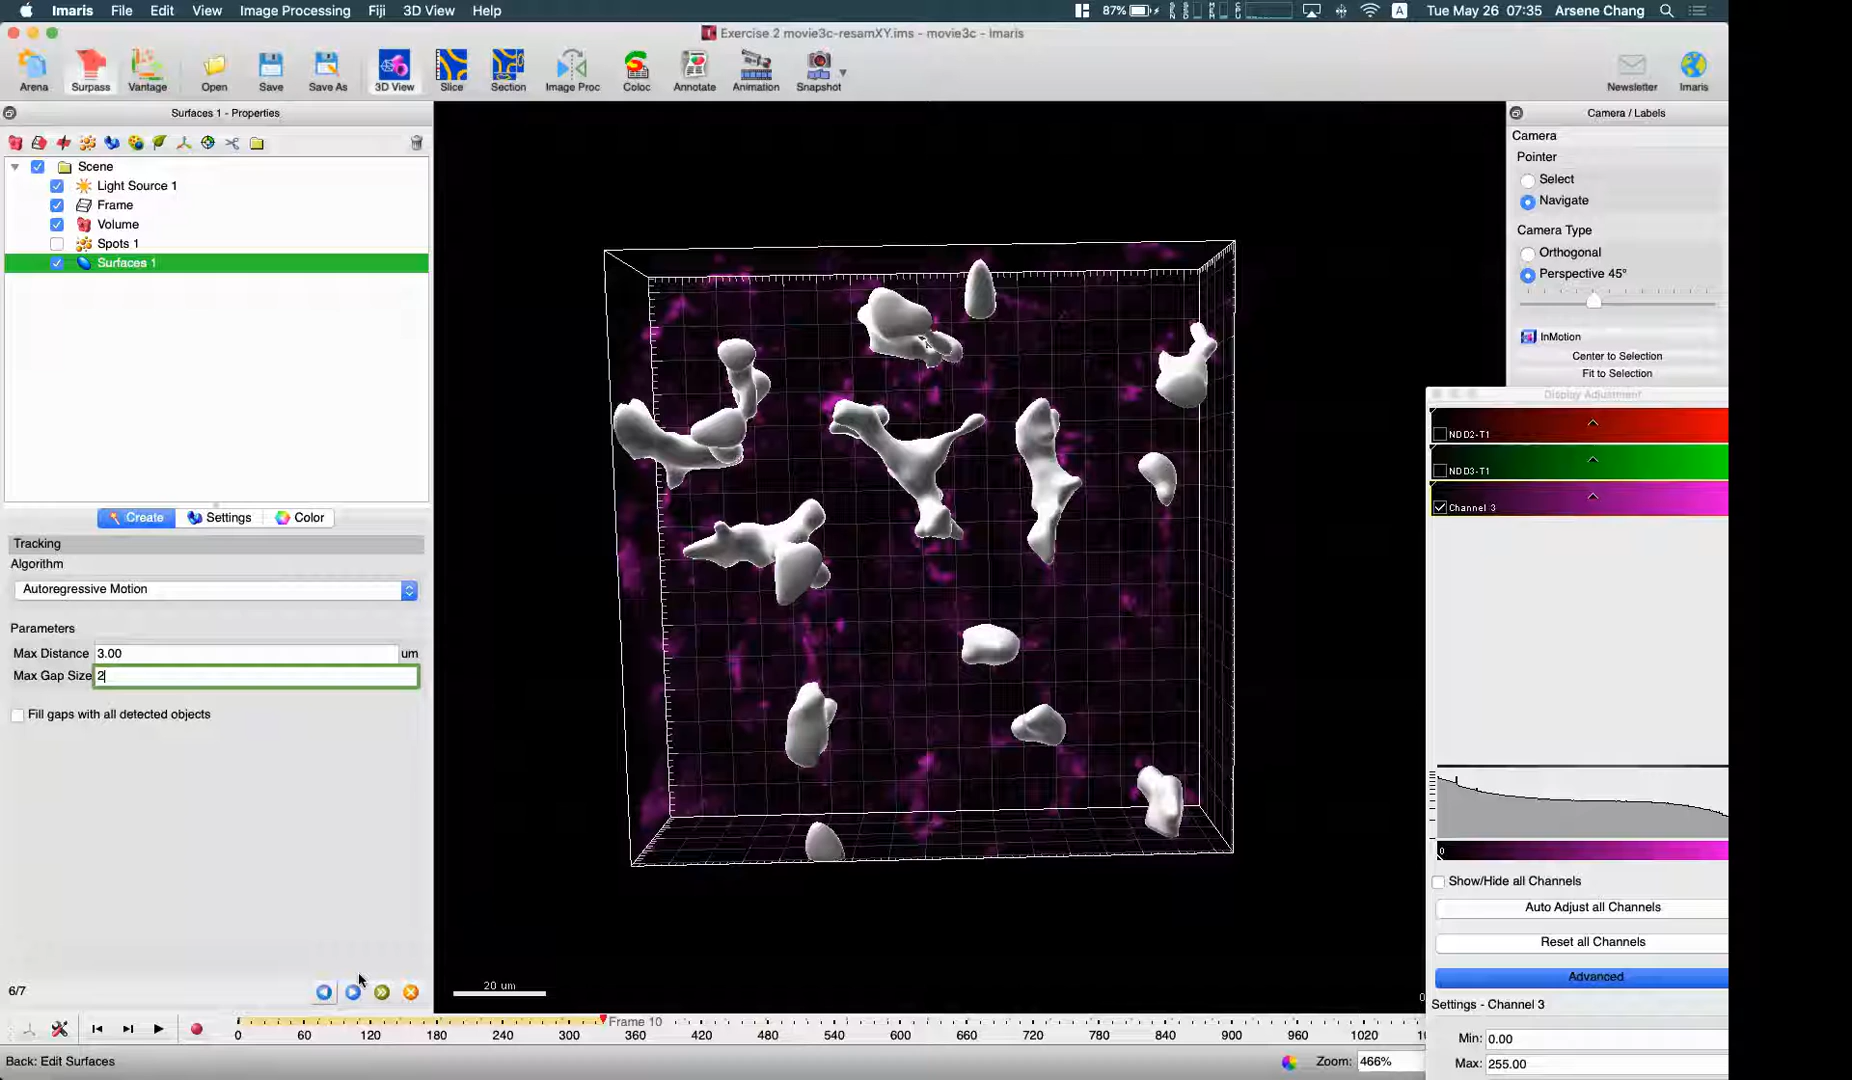 Imaris File Edit View Image Processing Fiji 3D View Help 87% A Tue May 26 07:35 Arsene Chang
Exercise 2 movie3c-resamXY.ims - movie3c - Imaris
Arena Surpass Vantage Open Save Save As 3D View Slice Section Image Proc Coloc Annotate Animation Snapshot Newsletter Imaris
Surfaces 1 - Properties
Scene
Light Source 1
Frame
Volume
Spots 1
Surfaces 1
Create Settings Color
Tracking
Algorithm
Autoregressive Motion
Parameters
Max Distance 3.00 um
Max Gap Size 2
Fill gaps with all detected objects
6/7
20 um
Camera / Labels
Camera
Pointer
Select
Navigate
Camera Type
Orthogonal
Perspective 45°
InMotion
Center to Selection
Fit to Selection
Display Adjustment
NDD2-T1
NDD3-T1
Channel 3
0
Show/Hide all Channels
Auto Adjust all Channels
Reset all Channels
Advanced
Settings - Channel 3
Min: 0.00
Max: 255.00
Frame 10
0 60 120 180 240 300 360 420 480 540 600 660 720 780 840 900 960 1020
Back: Edit Surfaces
Zoom: 466%